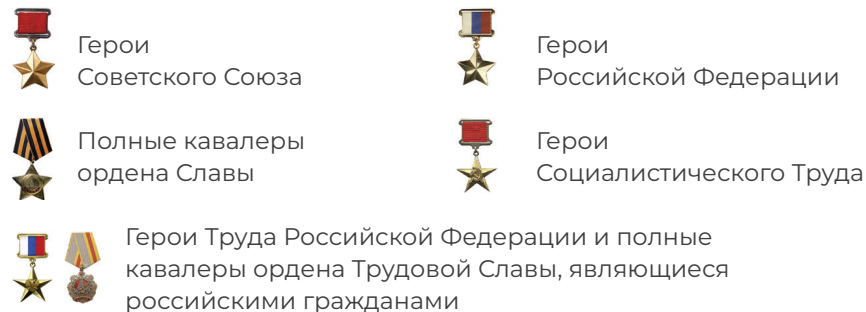 Герои
Советского Союза
Герои
Российской Федерации
Полные кавалеры
ордена Славы
Герои
Социалистического Труда
Герои Труда Российской Федерации и полные
кавалеры ордена Трудовой Славы, являющиеся
российскими гражданами